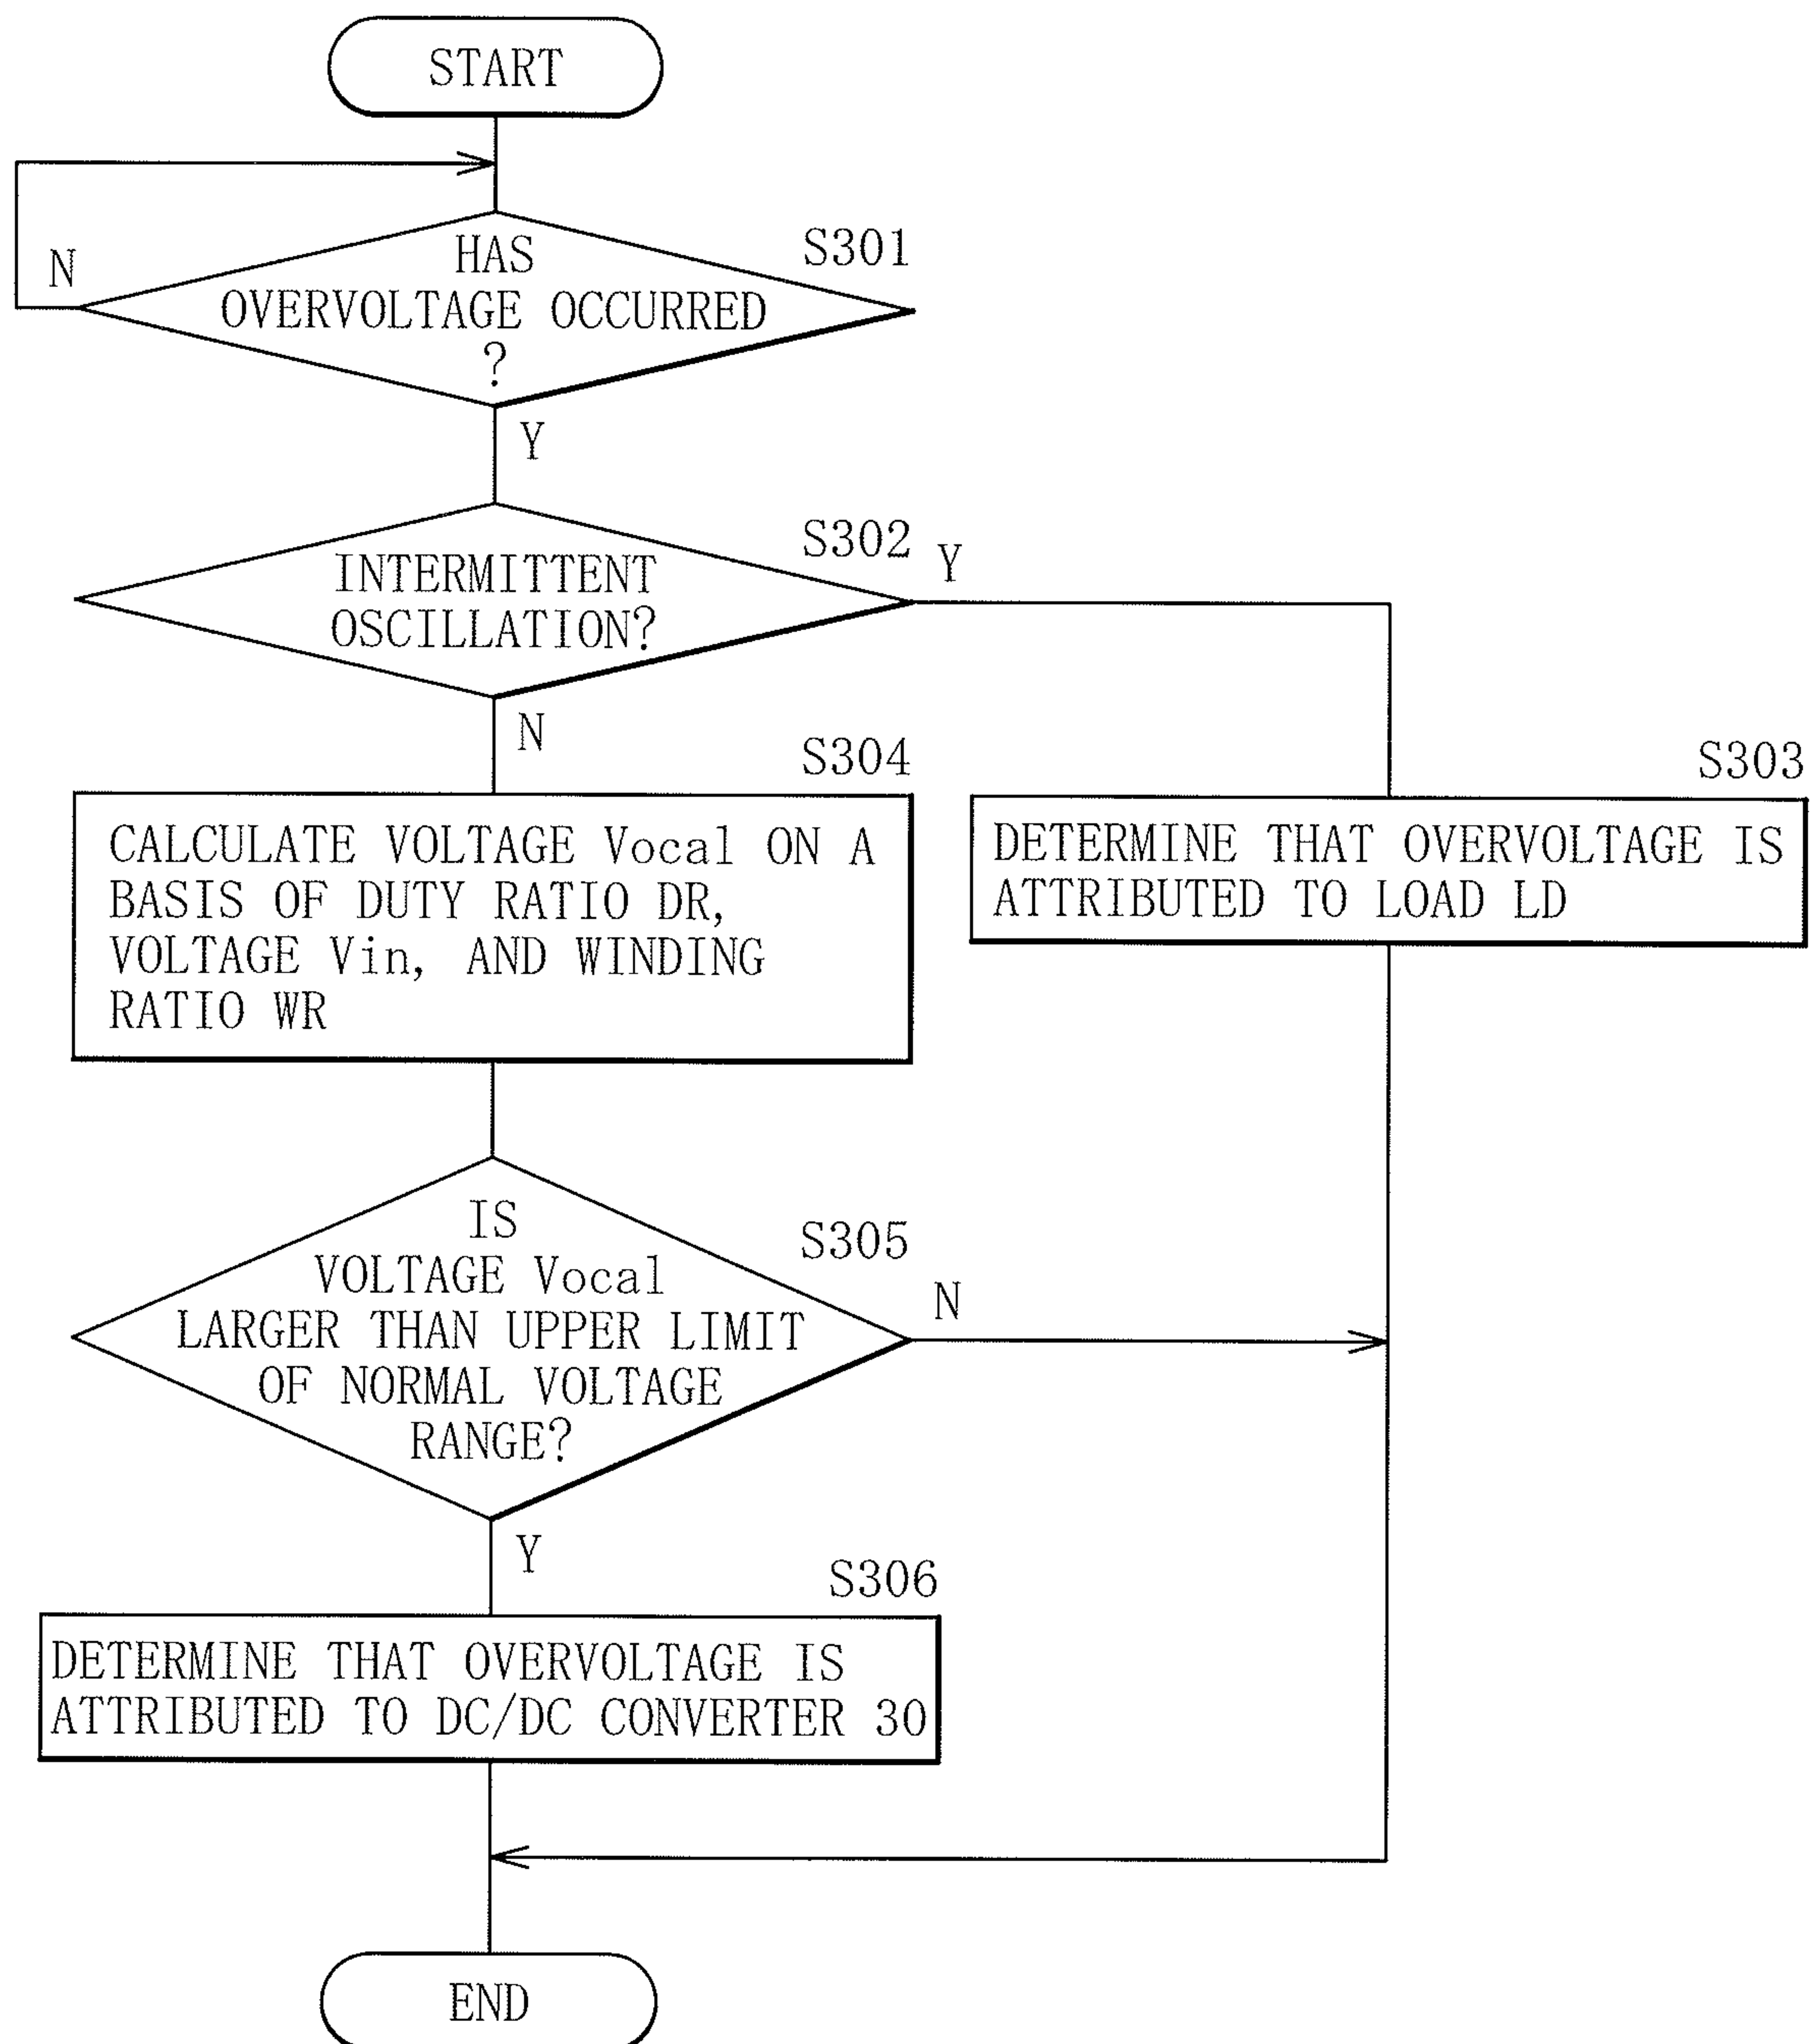 START
N
S301
HAS
OVERVOLTAGE OCCURRED
?
Y
S302
Y
INTERMITTENT
OSCILLATION?
N
S304
CALCULATE VOLTAGE Vocal ON A
BASIS OF DUTY RATIO DR,
VOLTAGE Vin, AND WINDING
RATIO WR
S303
DETERMINE THAT OVERVOLTAGE IS
ATTRIBUTED TO LOAD LD
S305
IS
VOLTAGE Vocal
LARGER THAN UPPER LIMIT
OF NORMAL VOLTAGE
RANGE?
N
Y
S306
DETERMINE THAT OVERVOLTAGE IS
ATTRIBUTED TO DC/DC CONVERTER 30
END